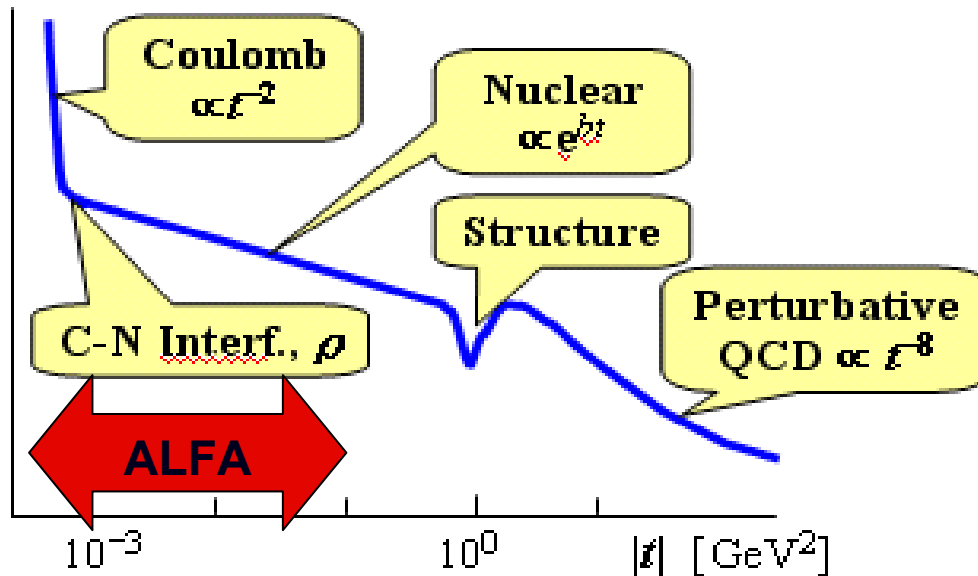 Coulomb
∝t⁻²
Nuclear
∝e^bt
Structure
Perturbative
QCD ∝ t⁻⁸
C-N Interf., ρ
ALFA
10⁻³
10⁰
|t| [GeV²]